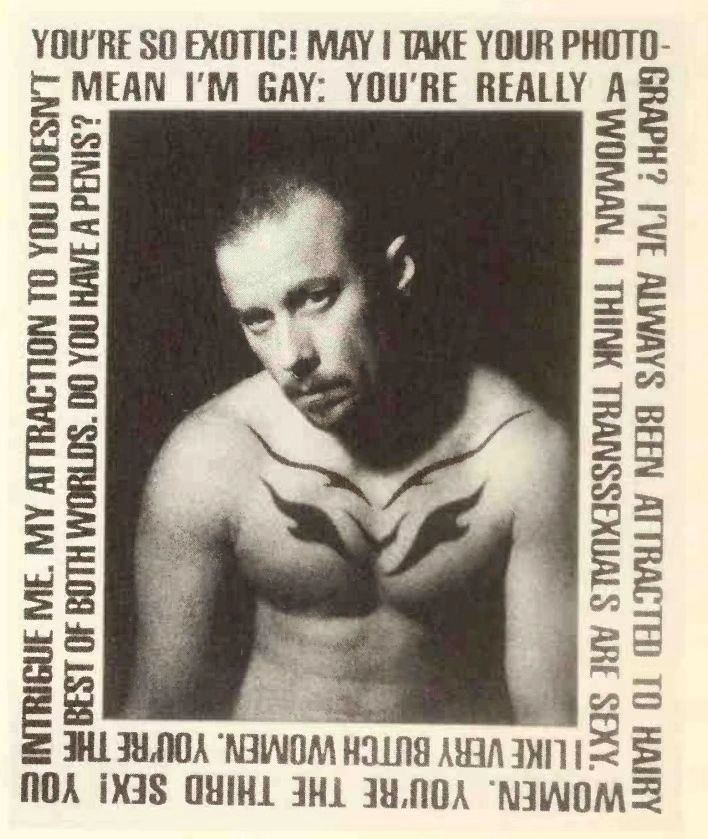 YOU'RE SO EXOTIC! MAY I TAKE YOUR PHOTO-
GRAPH? I'VE ALWAYS BEEN ATTRACTED TO HAIRY
WOMEN. YOU'RE THE THIRD SEX! YOU
INTRIGUE ME. MY ATTRACTION TO YOU DOESN'T
MEAN I'M GAY: YOU'RE REALLY A
WOMAN. I THINK TRANSSEXUALS ARE SEXY.
I LIKE VERY BUTCH WOMEN. YOU'RE THE
BEST OF BOTH WORLDS. DO YOU HAVE A PENIS?